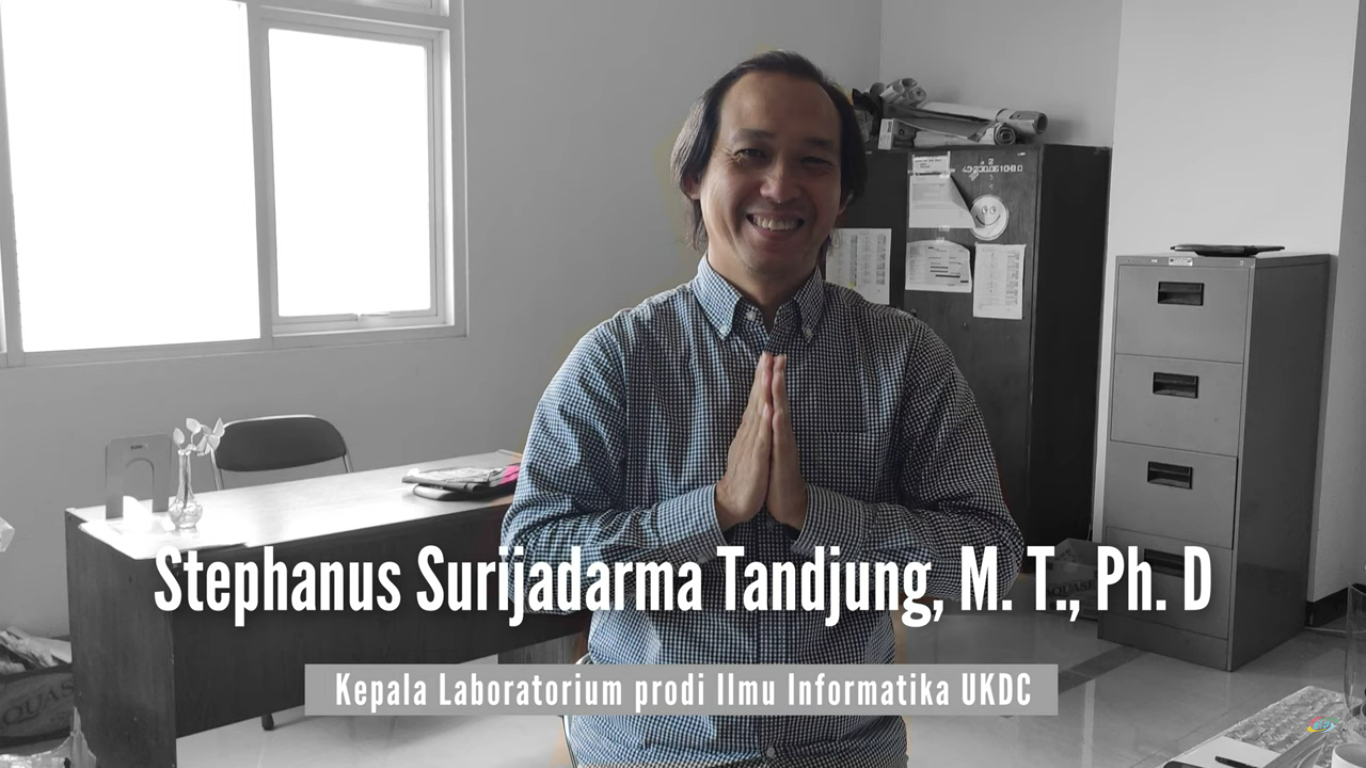 Stephanus Surijadarma Tandjung, M. T., Ph. D
Kepala Laboratorium prodi Ilmu Informatika UKDC